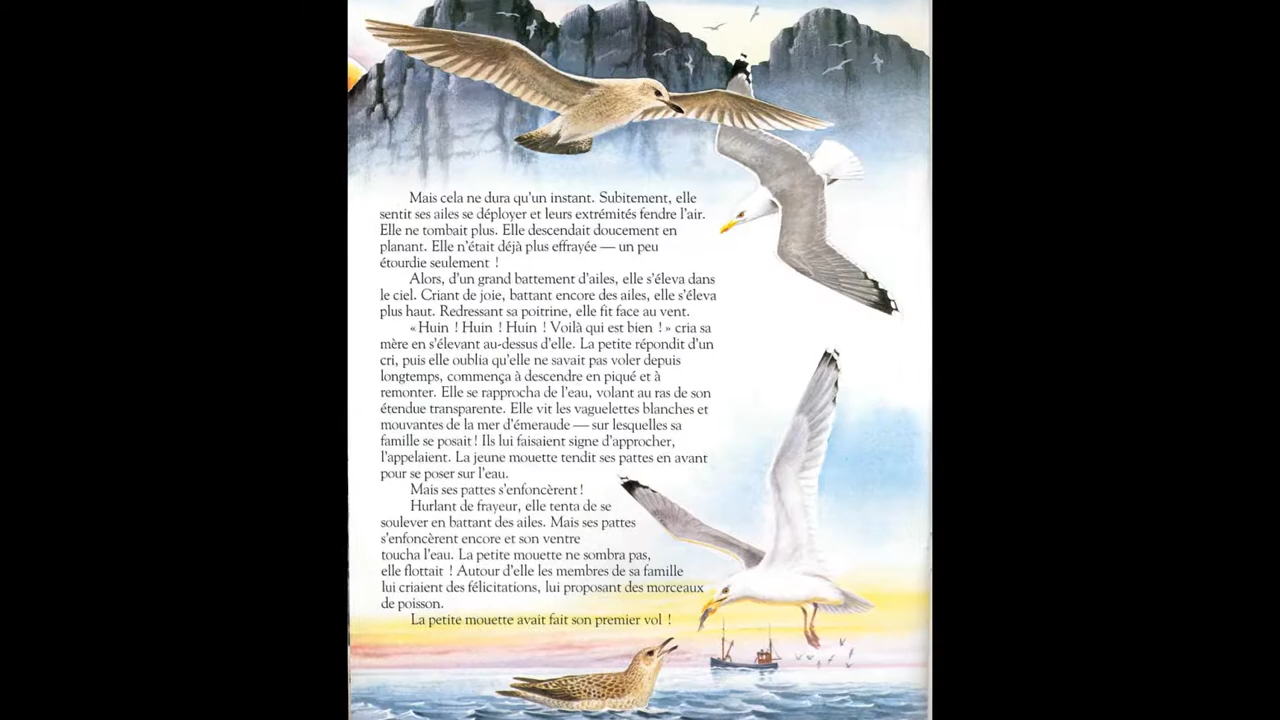 Mais cela ne dura qu'un instant. Subitement, elle
sentit ses ailes se déployer et leurs extrémités fendre l'air.
Elle ne tombait plus. Elle descendait doucement en
planant. Elle n'était déjà plus effrayée — un peu
étourdie seulement !
Alors, d'un grand battement d'ailes, elle s'éleva dans
le ciel. Criant de joie, battant encore des ailes, elle s'éleva
plus haut. Redressant sa poitrine, elle fit face au vent.
« Huin ! Huin ! Huin ! Voilà qui est bien ! » cria sa
mère en s'élevant au-dessus d'elle. La petite répondit d'un
cri, puis elle oublia qu'elle ne savait pas voler depuis
longtemps, commença à descendre en piqué et à
remonter. Elle se rapprocha de l'eau, volant au ras de son
étendue transparente. Elle vit les vaguelettes blanches et
mouvantes de la mer d'émeraude — sur lesquelles sa
famille se posait ! Ils lui faisaient signe d'approcher,
l'appelaient. La jeune mouette tendit ses pattes en avant
pour se poser sur l'eau.
Mais ses pattes s'enfoncèrent !
Hurlant de frayeur, elle tenta de se
soulever en battant des ailes. Mais ses pattes
s'enfoncèrent encore et son ventre
toucha l'eau. La petite mouette ne sombra pas,
elle flottait ! Autour d'elle les membres de sa famille
lui criaient des félicitations, lui proposant des morceaux
de poisson.
La petite mouette avait fait son premier vol !